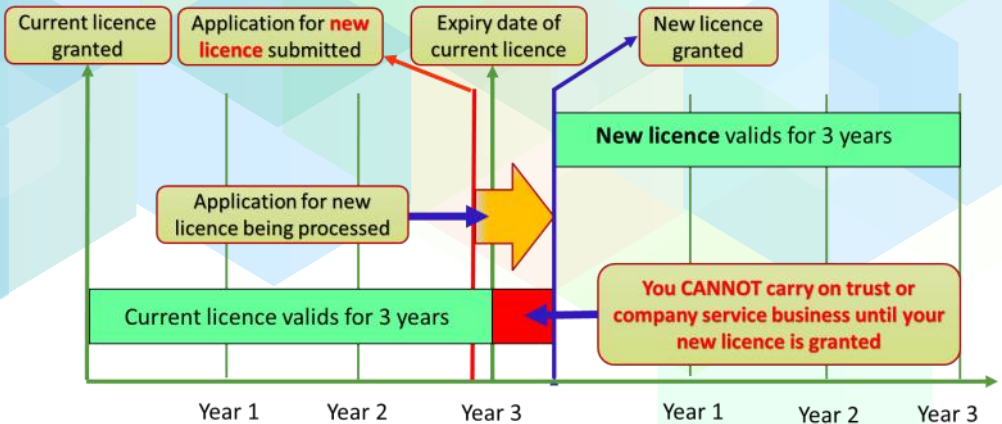 Current licence
granted
Application for new
licence submitted
Expiry date of
current licence
New licence
granted
New licence valids for 3 years
Application for new
licence being processed
You CANNOT carry on trust or
company service business until your
new licence is granted
Current licence valids for 3 years
Year 1
Year 2
Year 3
Year 1
Year 2
Year 3